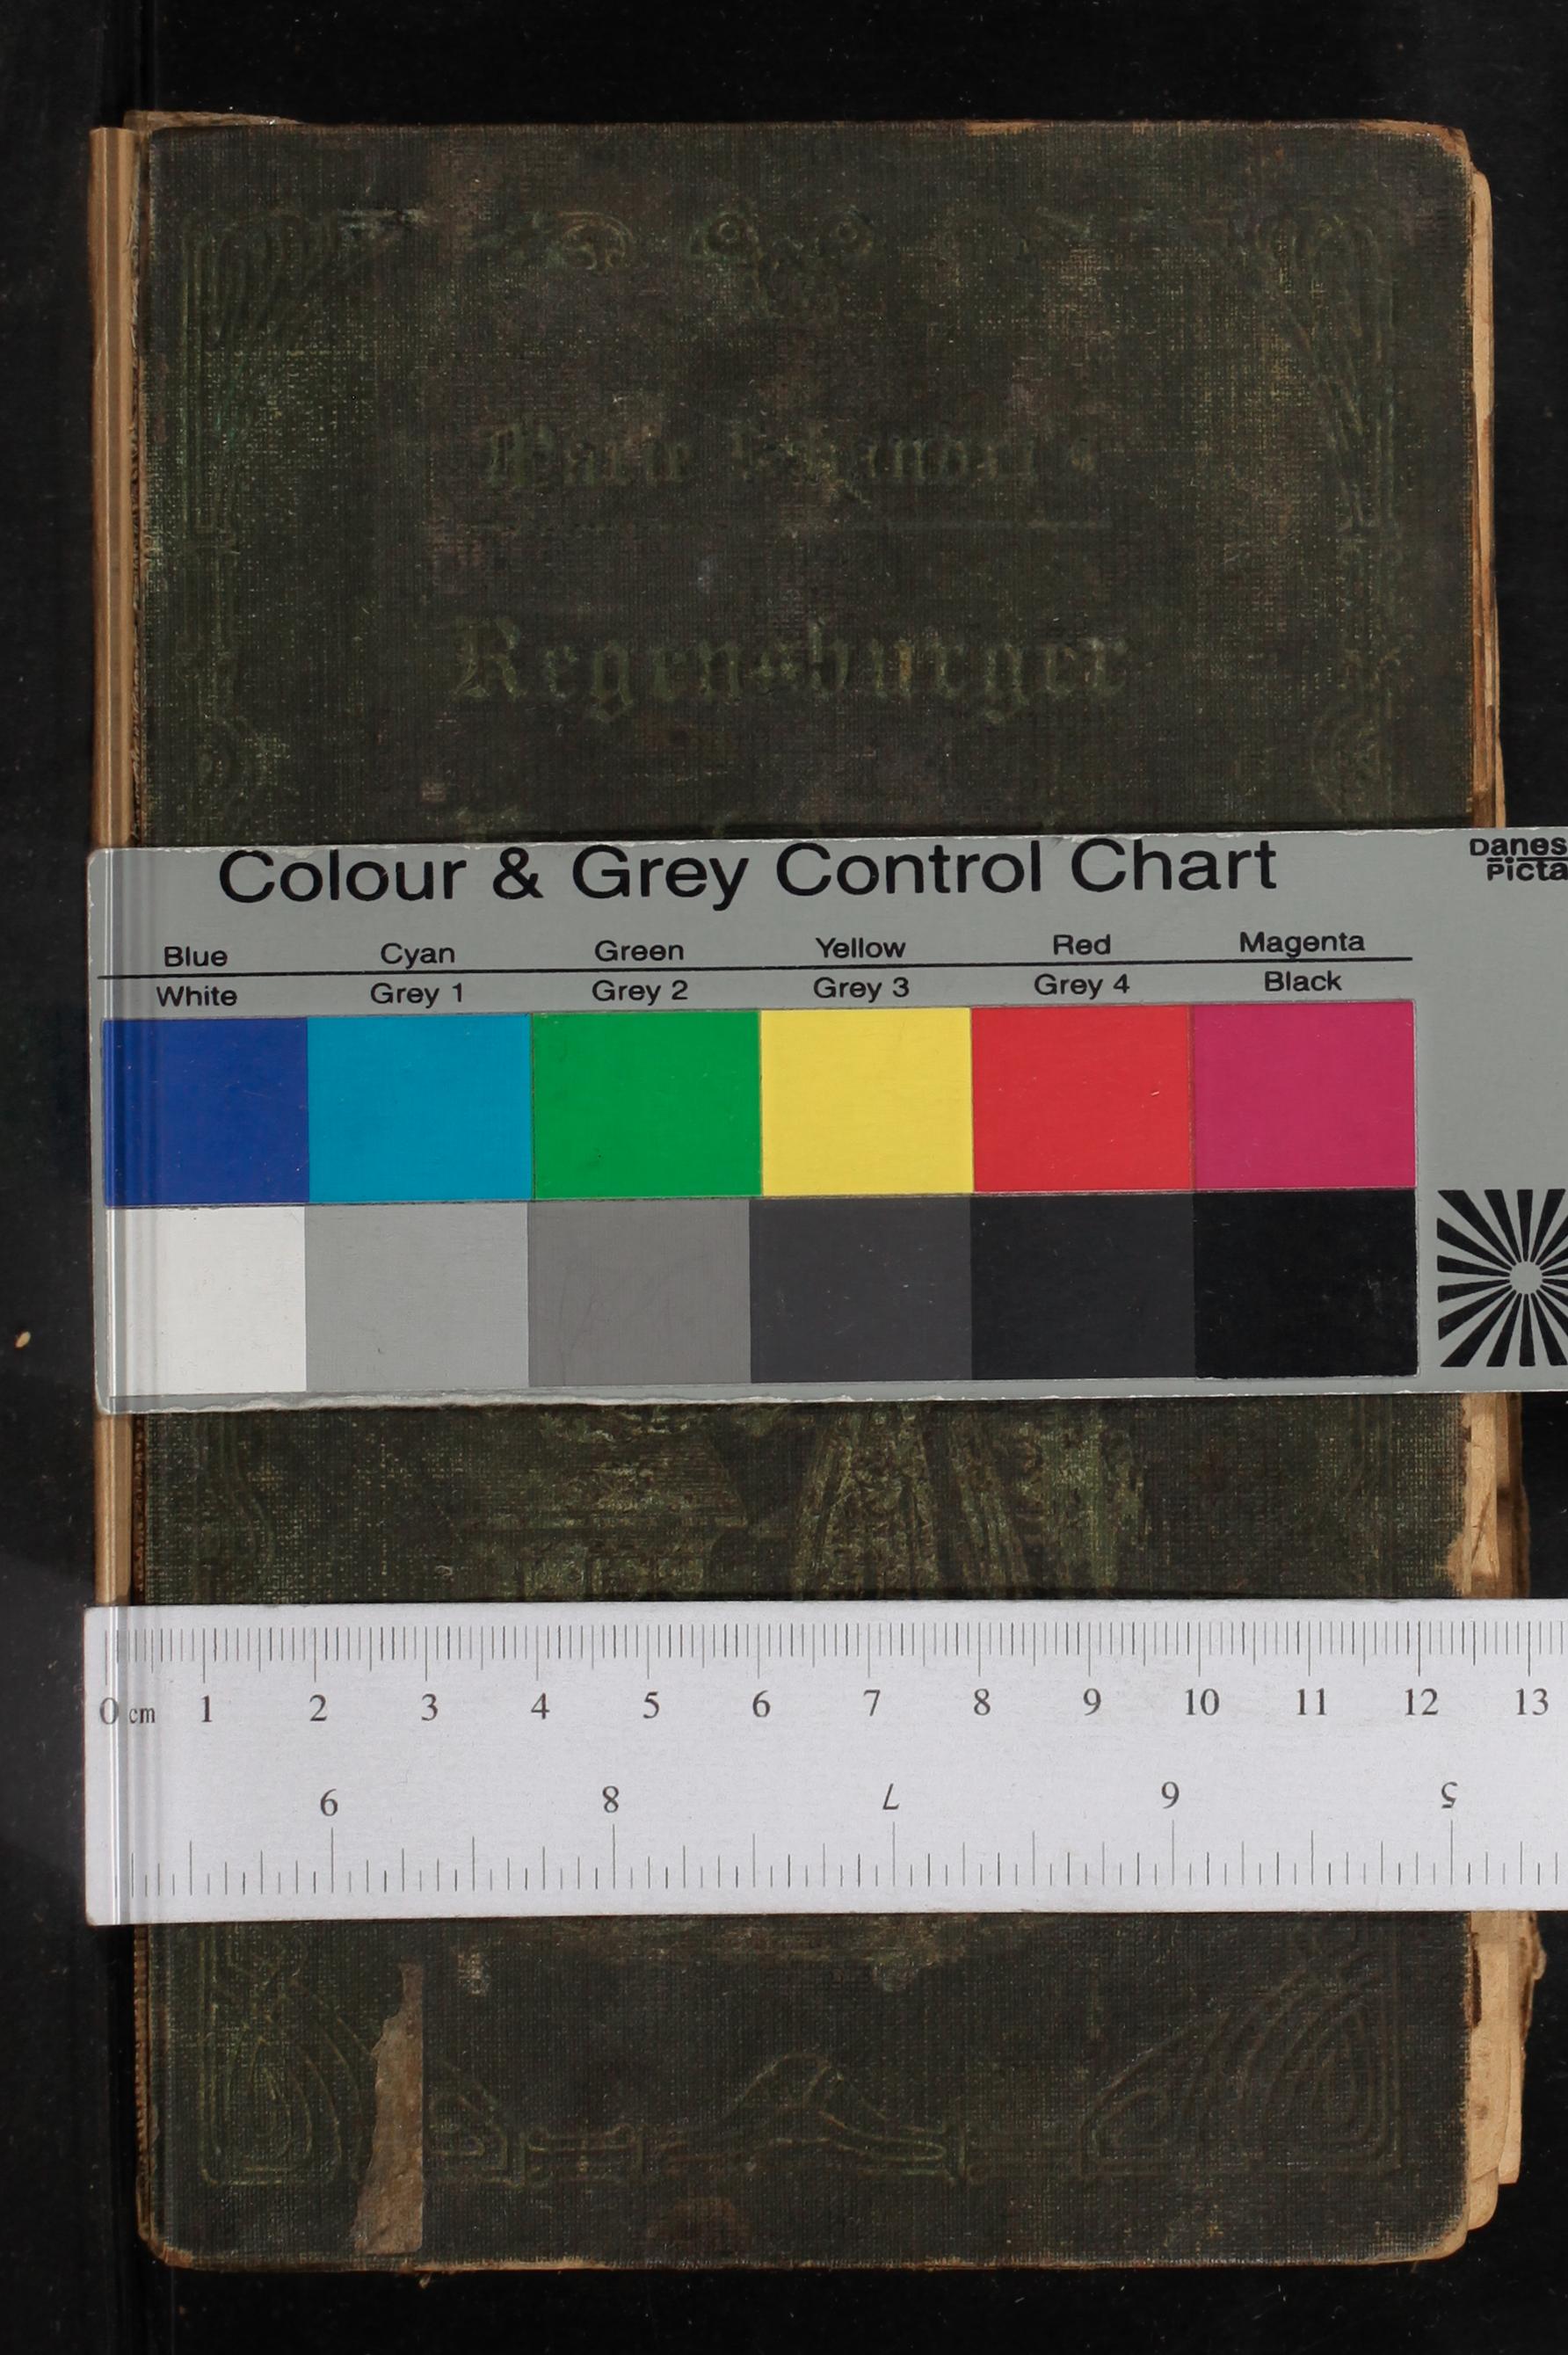 Marie Schandri's
Regensburger
Colour & Grey Control Chart
Danes
Picta
Blue Cyan Green Yellow Red Magenta
White Grey 1 Grey 2 Grey 3 Grey 4 Black
0 cm 1 2 3 4 5 6 7 8 9 10 11 12 13
9 8 7 6 5